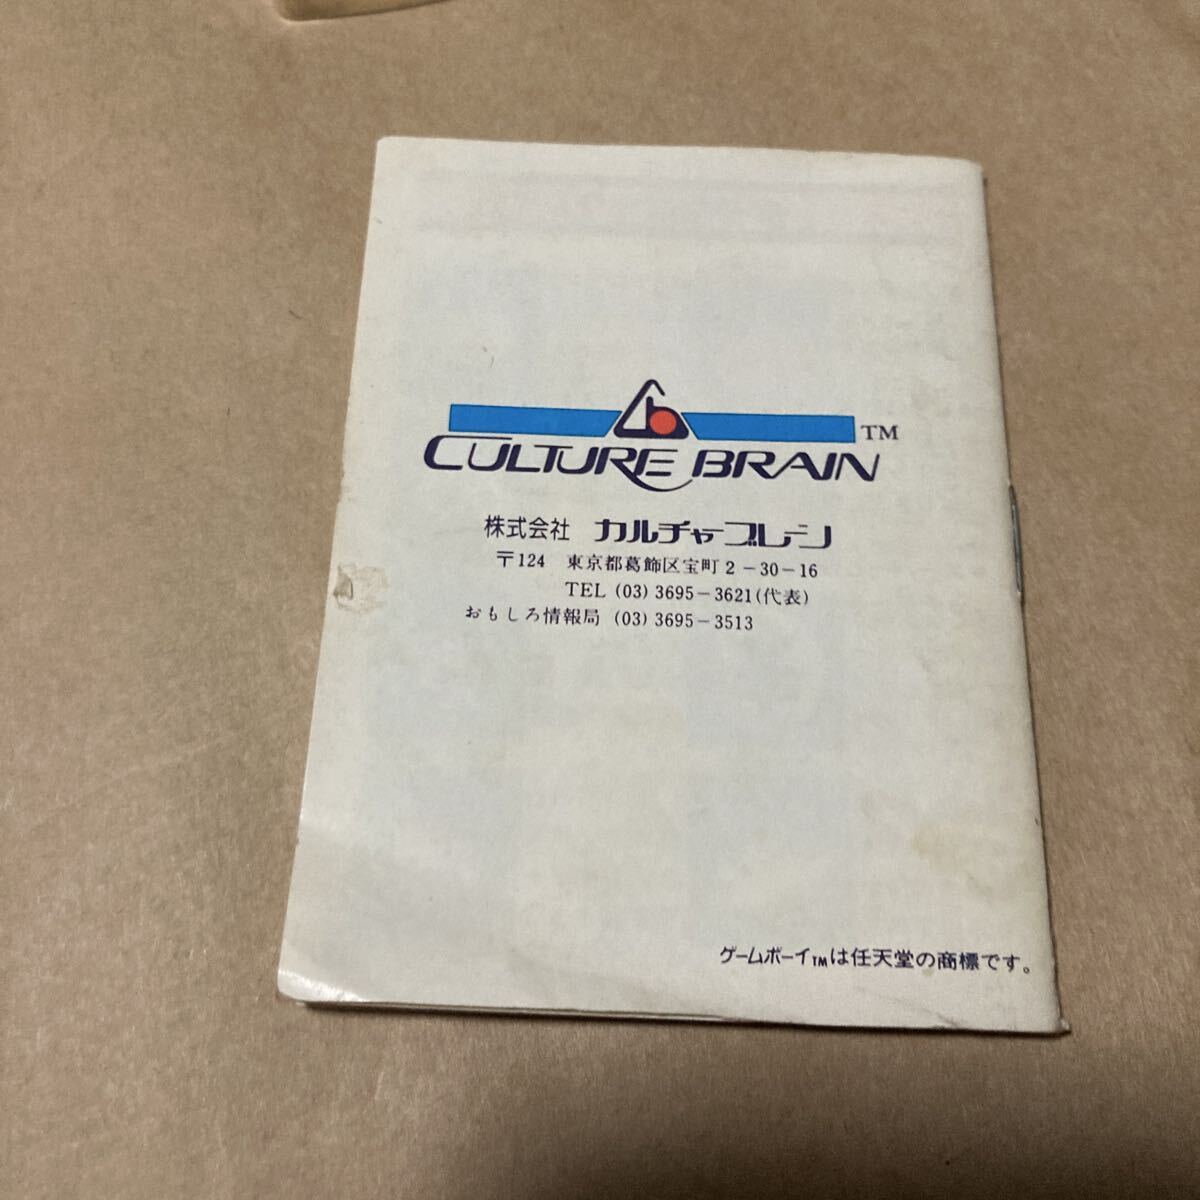 TM
CULTURE BRAIN
株式会社 カルチャーブレーン
〒124 東京都葛飾区宝町2-30-16
TEL (03) 3695-3621(代表)
おもしろ情報局 (03) 3695-3513
ゲームボーイTMは任天堂の商標です。